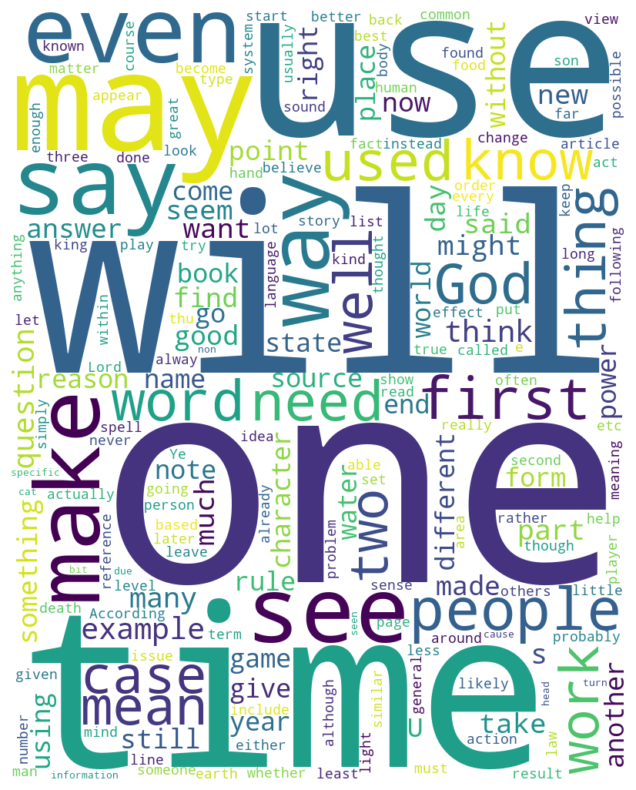 even
use
system
start
better
back
common
view
known
course
usually
right
best
body
place
found
son
without
possible
may
matter
become
type
human
food
new
far
appear
sound
now
enough
great
three
done
look
point
fact
instead
change
article
act
hand
believe
used
know
say
come
seem
want
story
list
way
well
kind
thought
day
said
order
every
life
keep
thing
following
answer
king
play
try
lot
language
world
might
God
long
anything
will
book
find
go
good
state
effect
put
think
let
within
thu
non
Lord
alway
true
called
e
reason
name
source
show
read
end
often
first
power
question
simply
word
need
really
etc
make
spell
never
idea
one
meaning
specific
cat
actually
Ye
note
going
person
based
later
much
leave
already
character
problem
water
able
set
two
different
area
second
form
rather
part
though
help
player
something
reference
bit
due
level
rule
sense
made
others
little
death
According
many
term
see
seen
page
people
around
cause
probably
example
time
issue
game
less
general
s
given
case
give
include
likely
head
turn
work
another
using
mean
mind
year
either
although
similar
u
take
action
law
number
still
line
light
man
someone
earth
whether
least
must
result
information